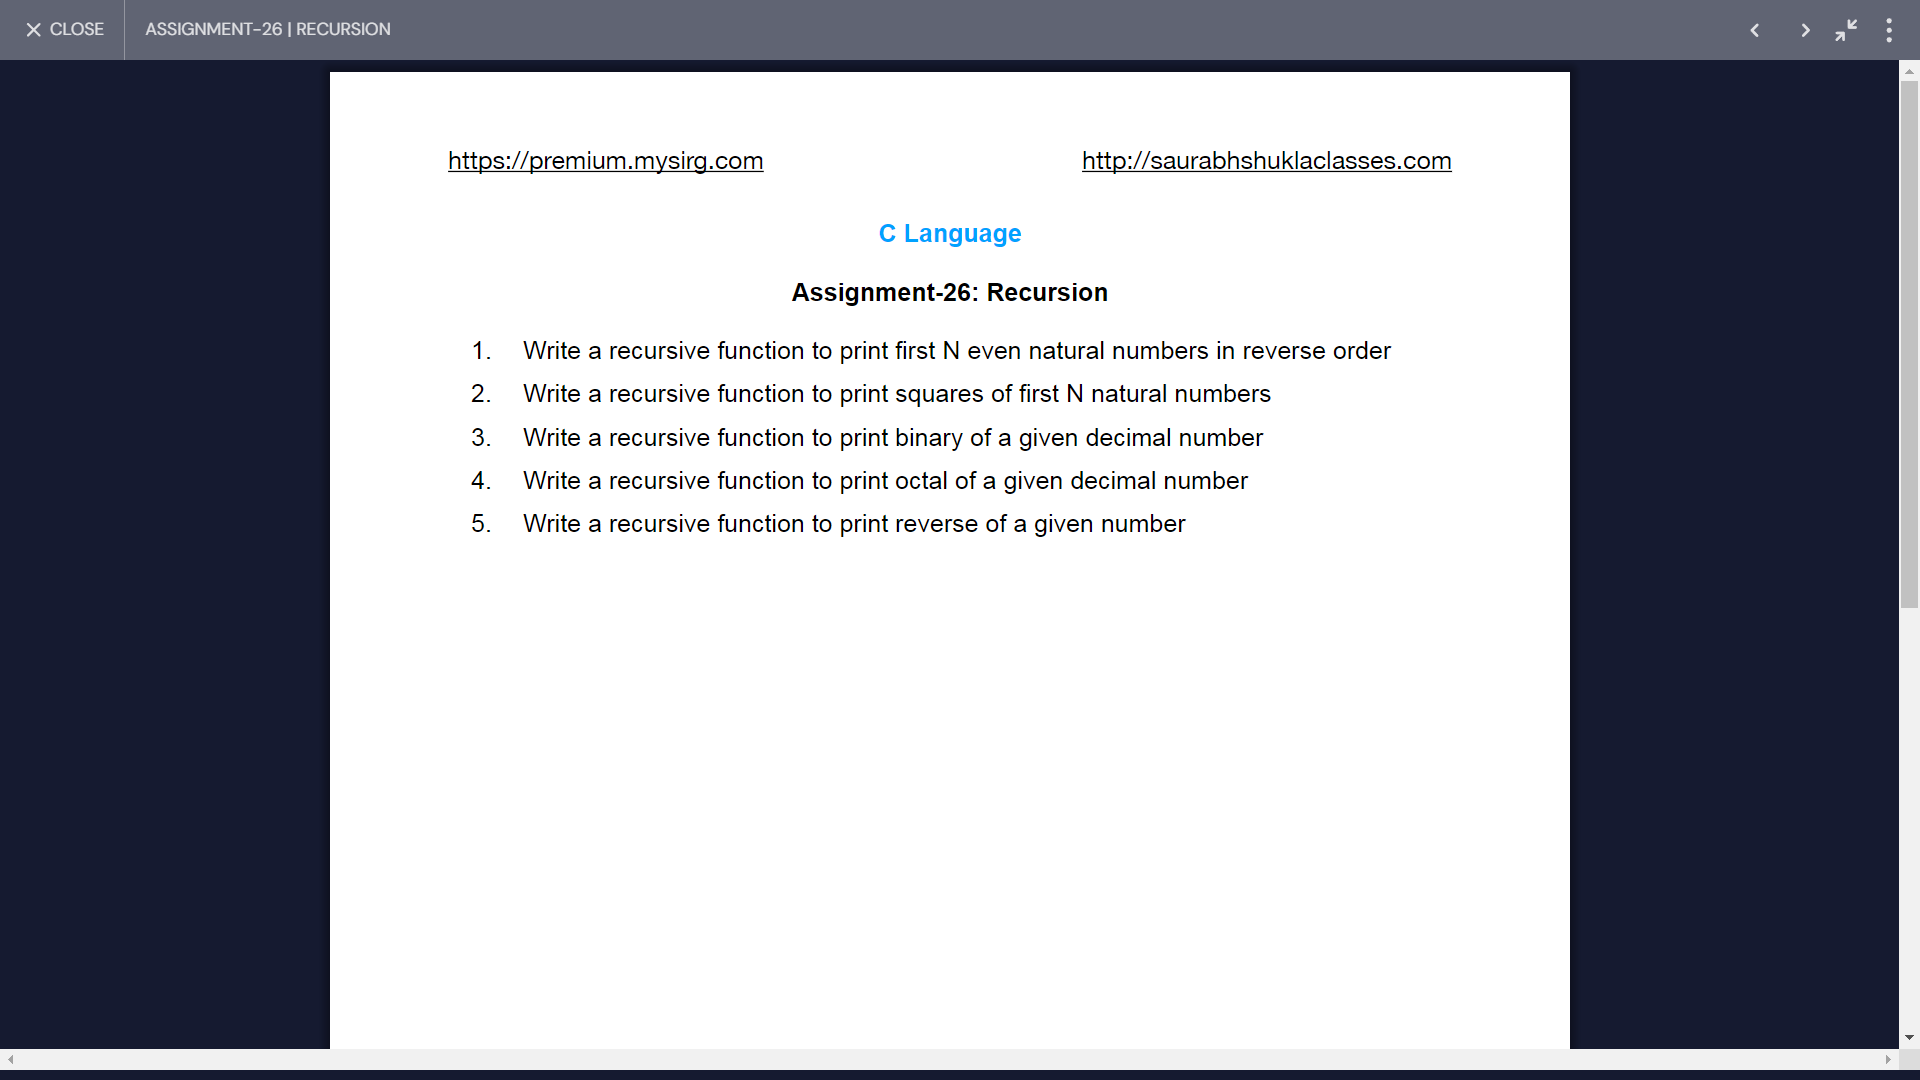 CLOSE
ASSIGNMENT-26 | RECURSION
https://premium.mysirg.com
http://saurabhshuklaclasses.com
C Language
Assignment-26: Recursion
1. Write a recursive function to print first N even natural numbers in reverse order
2. Write a recursive function to print squares of first N natural numbers
3. Write a recursive function to print binary of a given decimal number
4. Write a recursive function to print octal of a given decimal number
5. Write a recursive function to print reverse of a given number